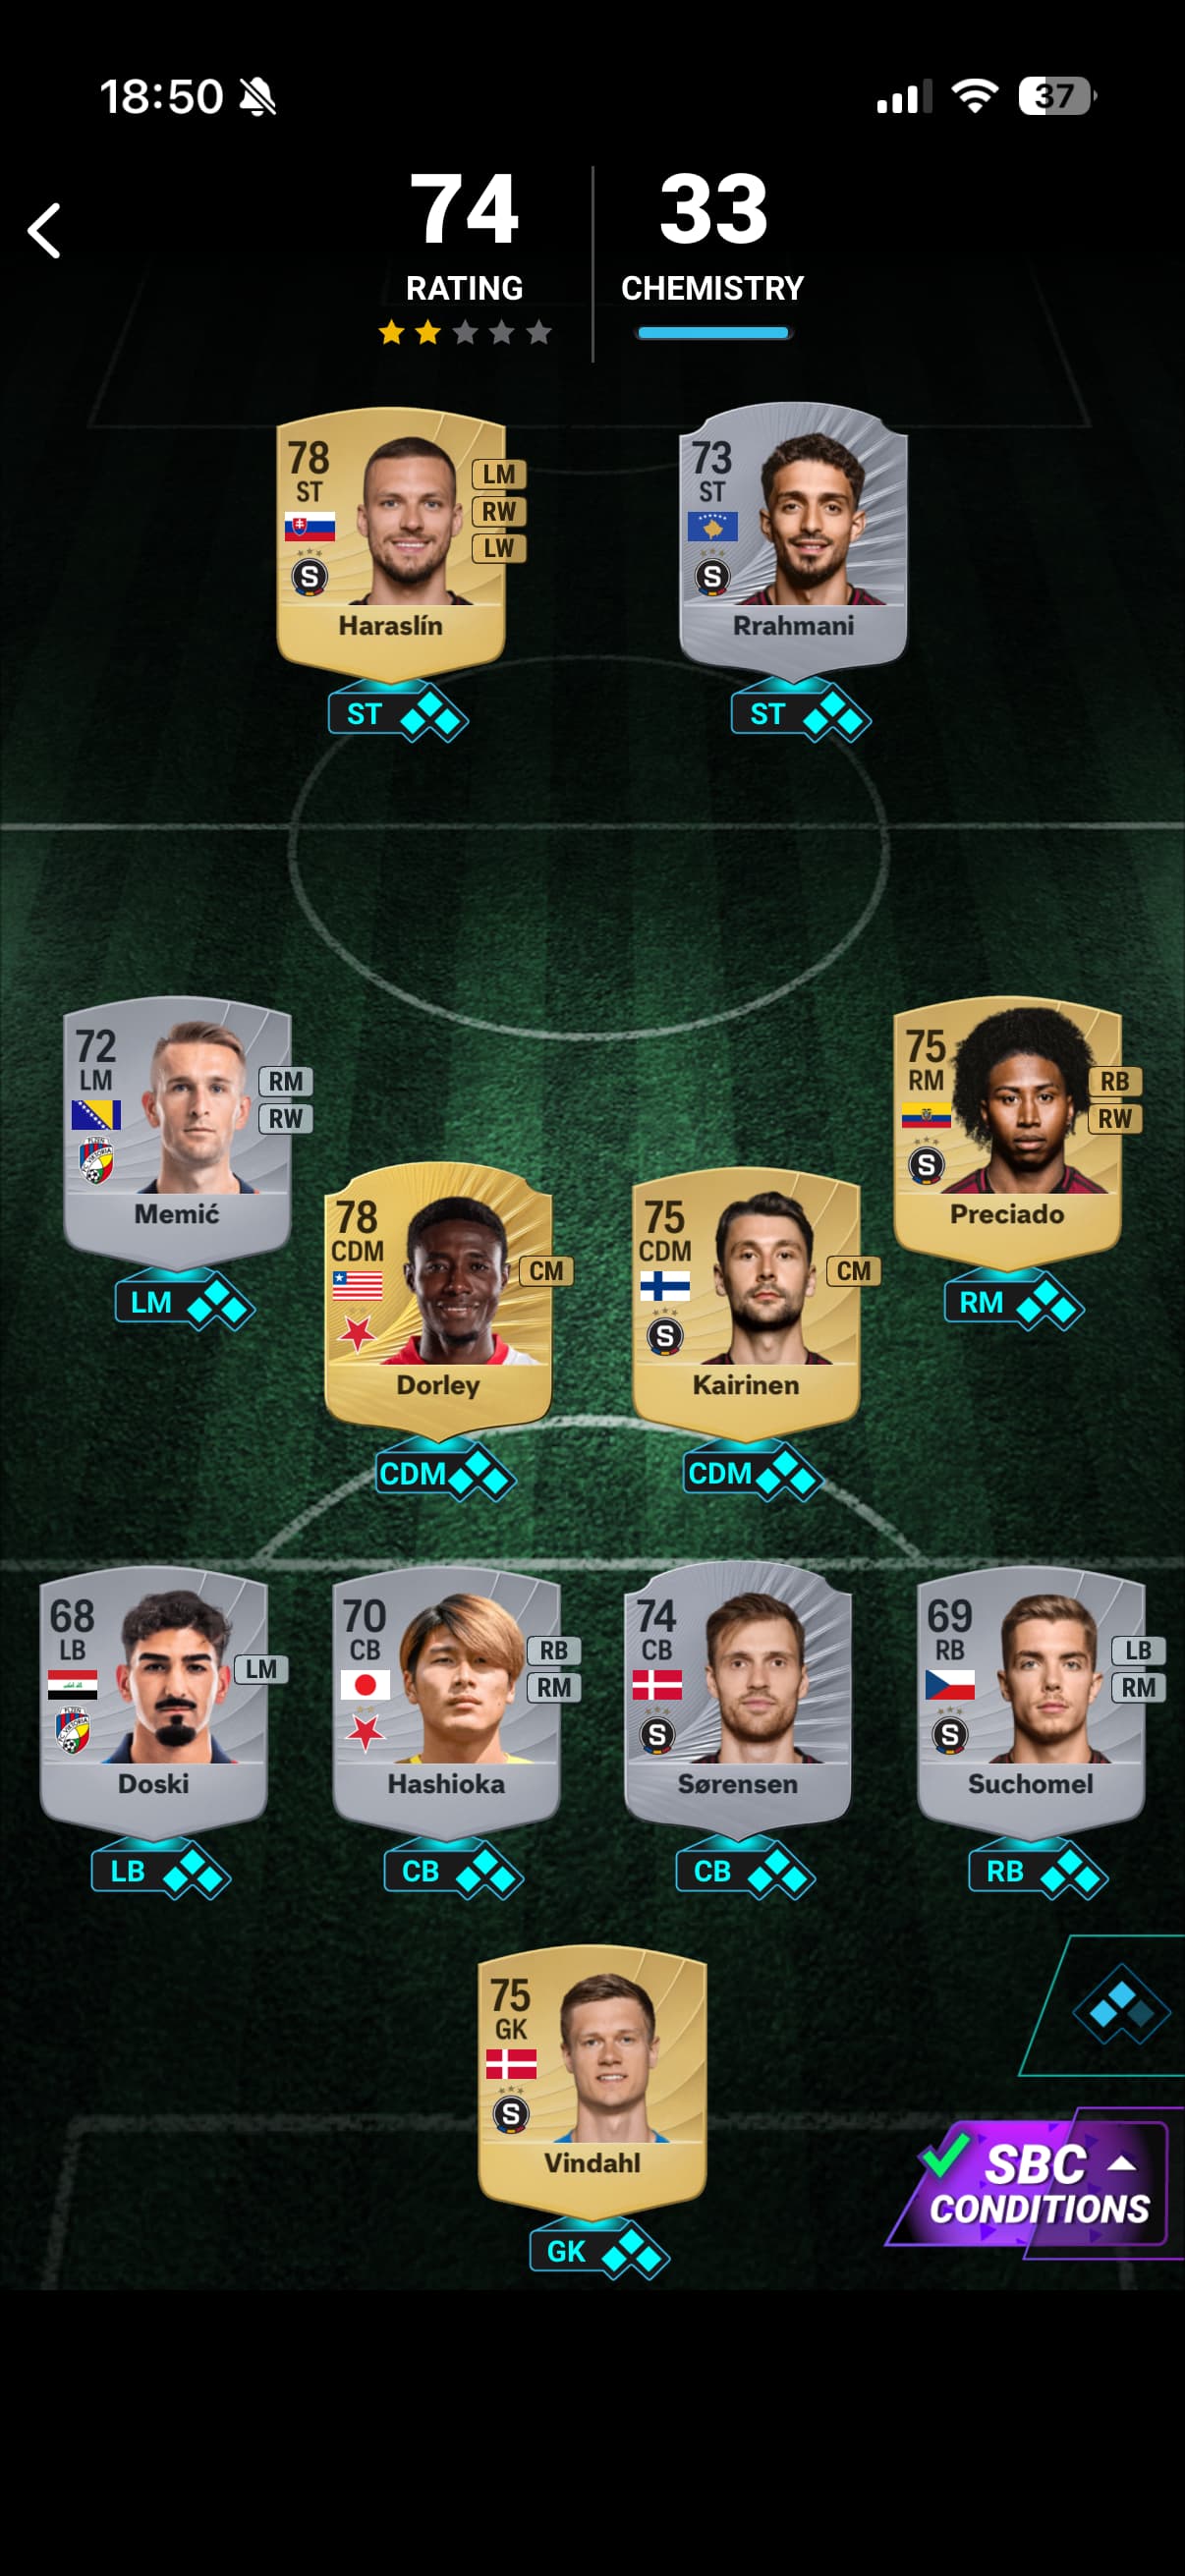 18:50
37
74
33
RATING
CHEMISTRY
78
ST
LM
RW
LW
S
Haraslín
ST
73
ST
S
Rrahmani
ST
72
LM
RM
RW
Memić
LM
75
RM
RB
RW
S
Preciado
RM
78
CDM
CM
Dorley
CDM
75
CDM
CM
S
Kairinen
CDM
68
LB
LM
Doski
LB
70
CB
RB
RM
Hashioka
CB
74
CB
S
Sørensen
CB
69
RB
LB
RM
S
Suchomel
RB
75
GK
S
Vindahl
GK
SBC
CONDITIONS